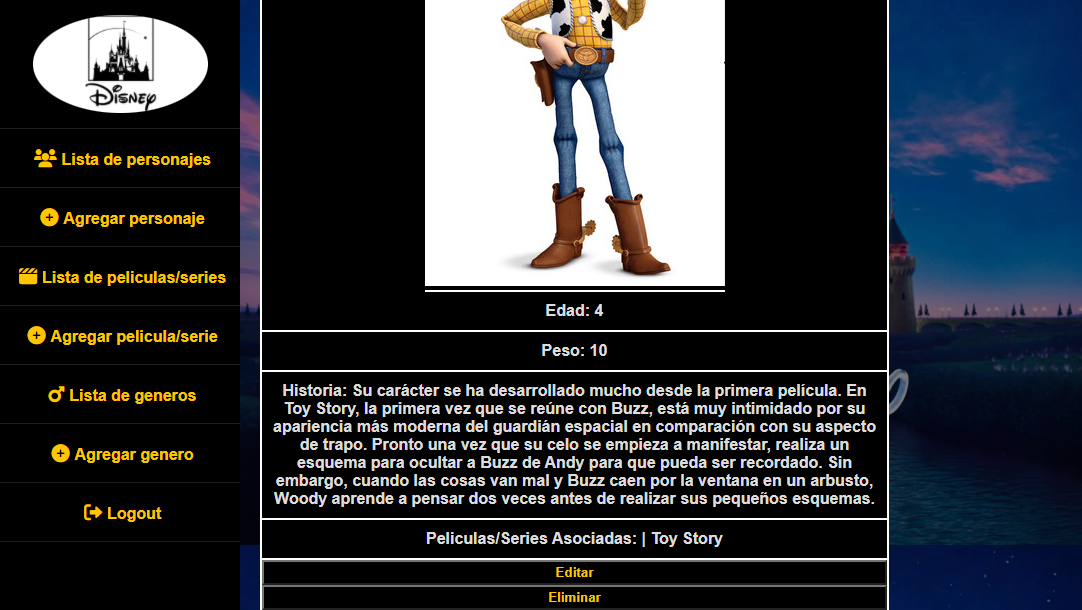 Disney
Lista de personajes
Agregar personaje
Lista de peliculas/series
Agregar pelicula/serie
Lista de generos
Agregar genero
Logout
Edad: 4
Peso: 10
Historia: Su carácter se ha desarrollado mucho desde la primera película. En
Toy Story, la primera vez que se reúne con Buzz, está muy intimidado por su
apariencia más moderna del guardián espacial en comparación con su aspecto
de trapo. Pronto una vez que su celo se empieza a manifestar, realiza un
esquema para ocultar a Buzz de Andy para que pueda ser recordado. Sin
embargo, cuando las cosas van mal y Buzz caen por la ventana en un arbusto,
Woody aprende a pensar dos veces antes de realizar sus pequeños esquemas.
Peliculas/Series Asociadas: | Toy Story
Editar
Eliminar